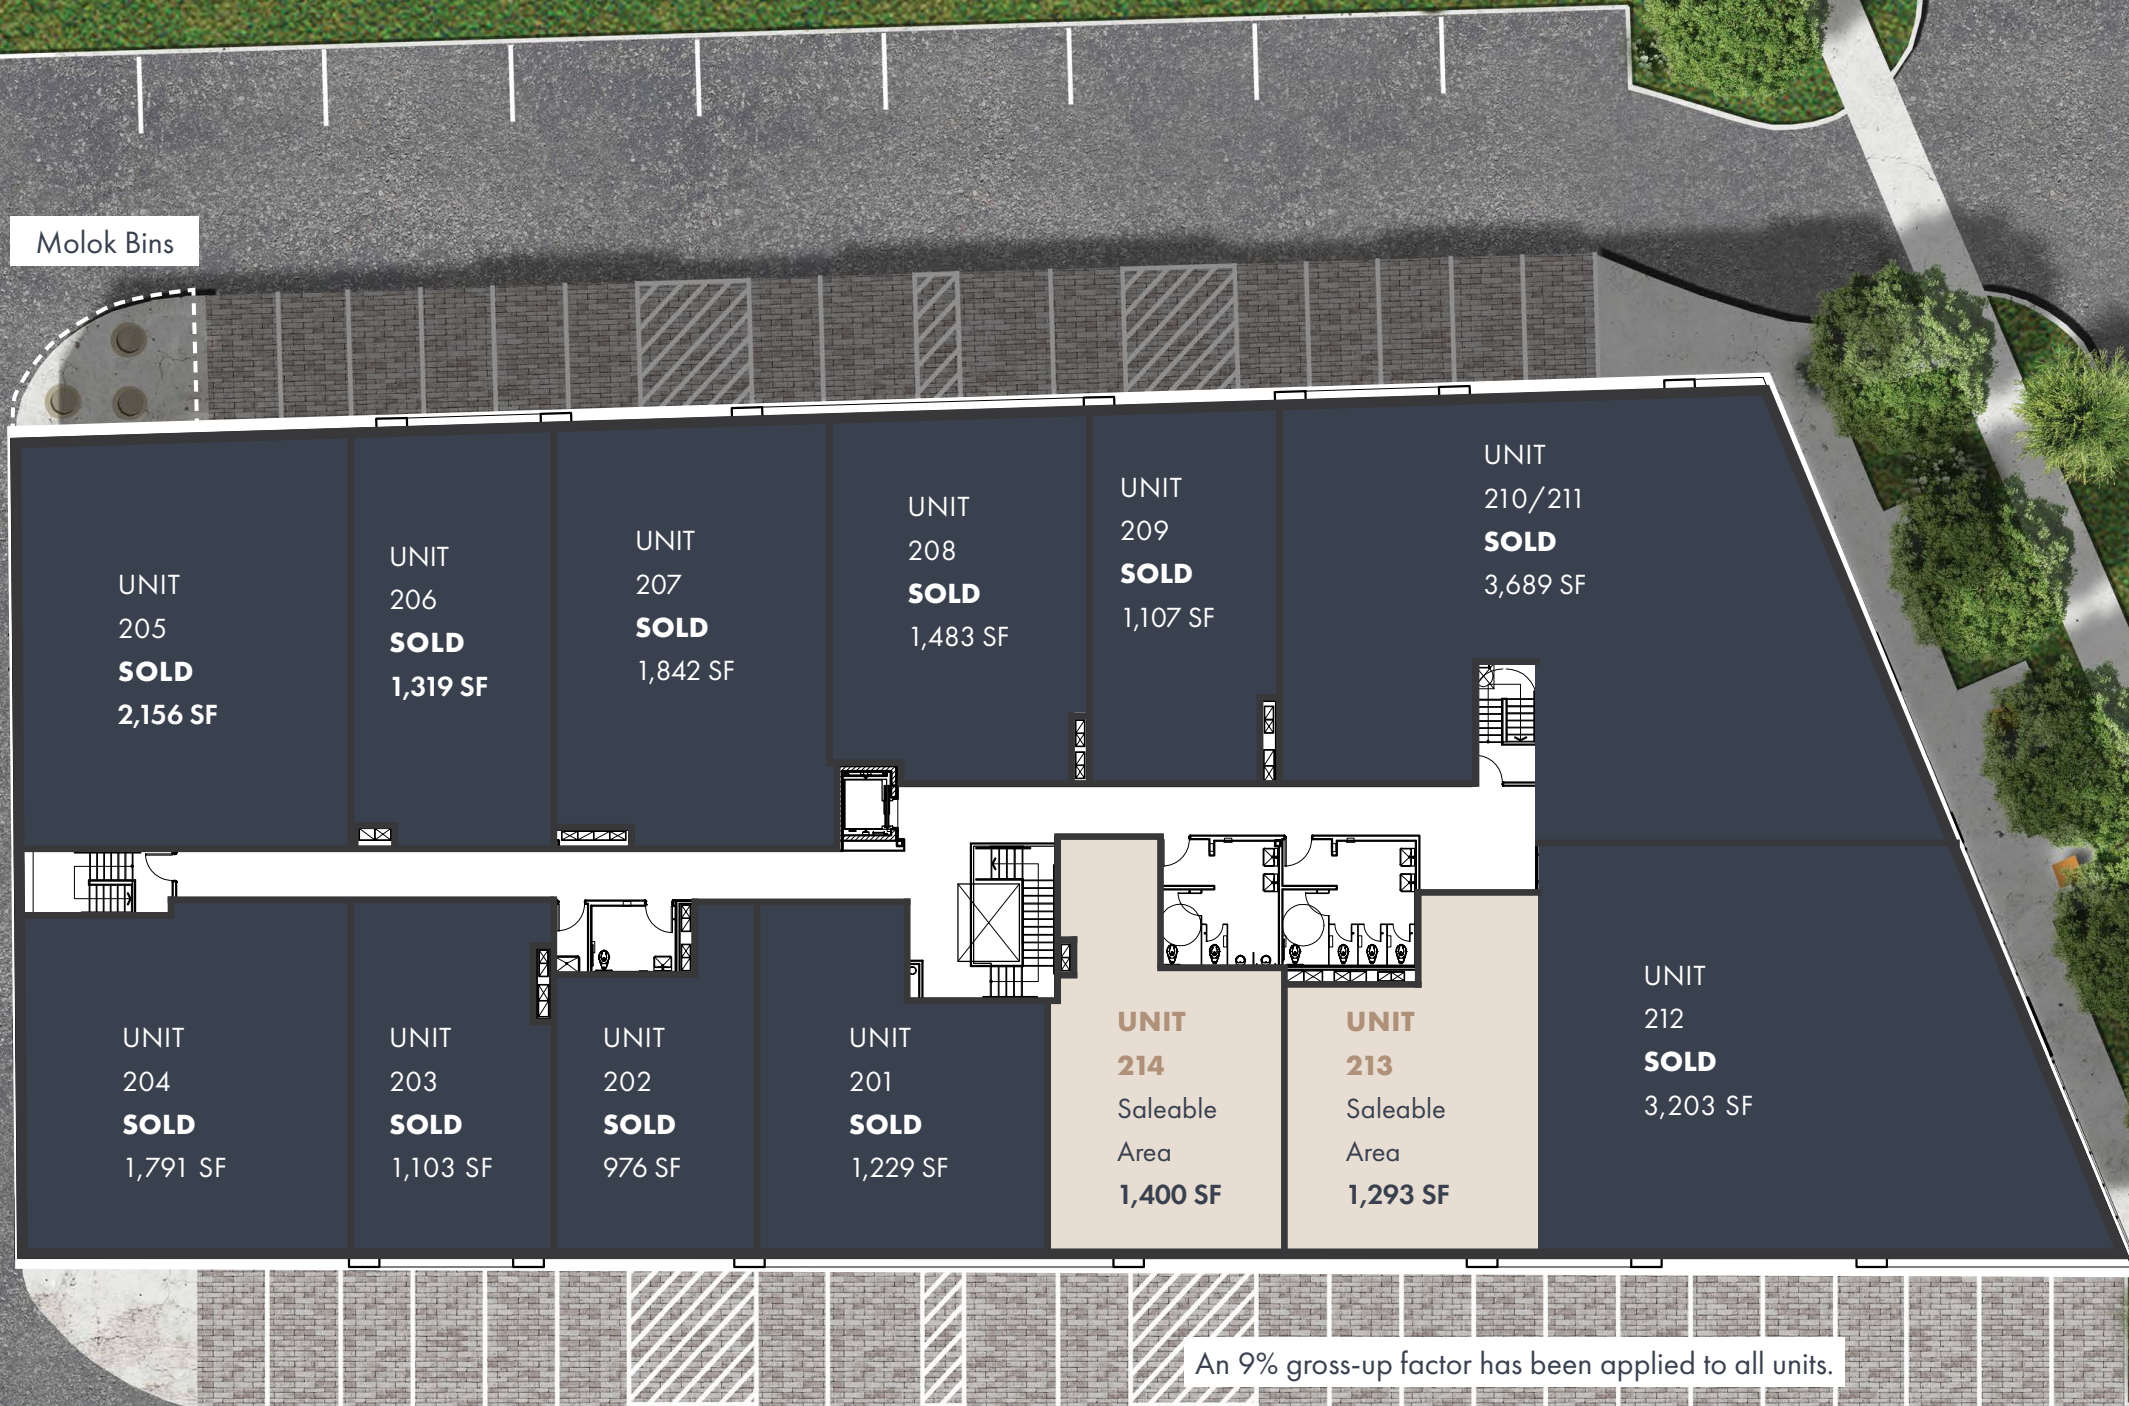 Molok Bins
UNIT
205
SOLD
2,156 SF
UNIT
206
SOLD
1,319 SF
UNIT
207
SOLD
1,842 SF
UNIT
208
SOLD
1,483 SF
UNIT
209
SOLD
1,107 SF
UNIT
210/211
SOLD
3,689 SF
UNIT
204
SOLD
1,791 SF
UNIT
203
SOLD
1,103 SF
UNIT
202
SOLD
976 SF
UNIT
201
SOLD
1,229 SF
UNIT
214
Saleable
Area
1,400 SF
UNIT
213
Saleable
Area
1,293 SF
UNIT
212
SOLD
3,203 SF
An 9% gross-up factor has been applied to all units.